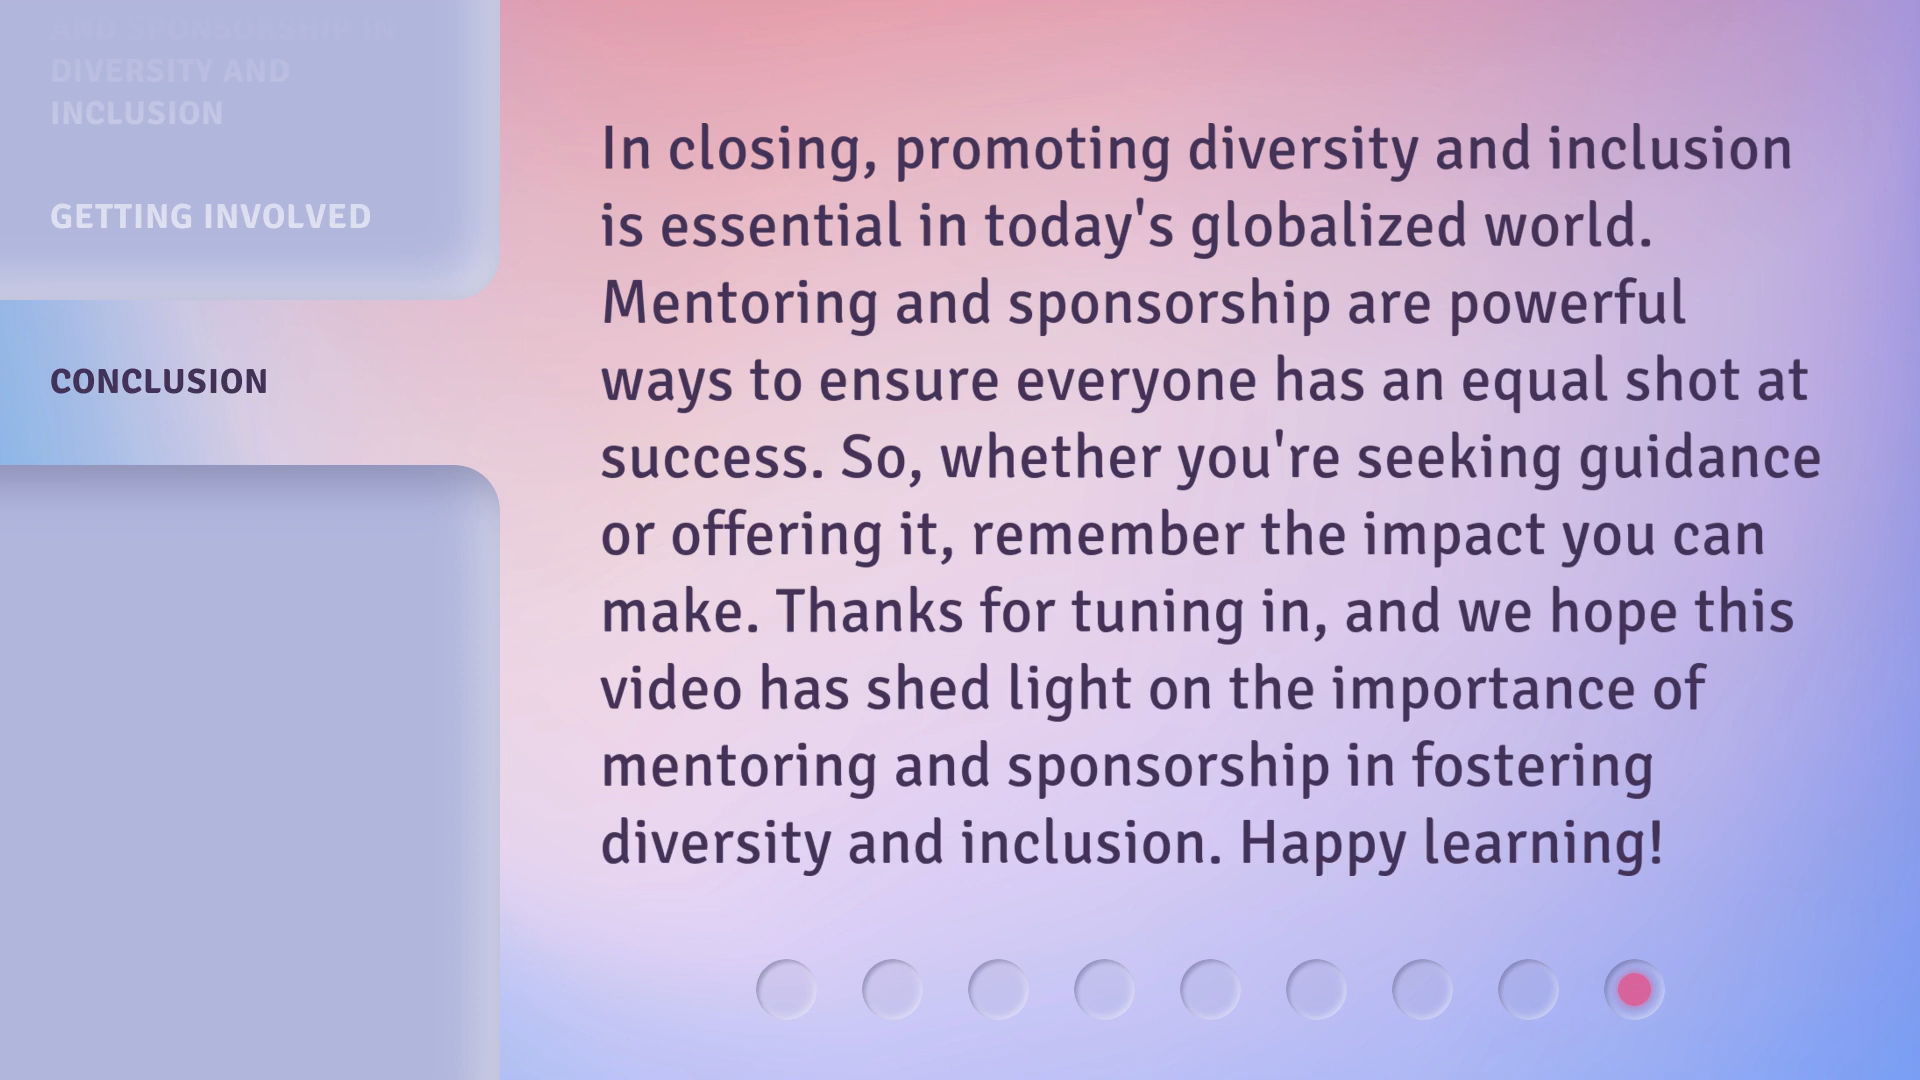 AND SPONSORSHIP IN
DIVERSITY AND
INCLUSION
GETTING INVOLVED
CONCLUSION
In closing, promoting diversity and inclusion
is essential in today's globalized world.
Mentoring and sponsorship are powerful
ways to ensure everyone has an equal shot at
success. So, whether you're seeking guidance
or offering it, remember the impact you can
make. Thanks for tuning in, and we hope this
video has shed light on the importance of
mentoring and sponsorship in fostering
diversity and inclusion. Happy learning!